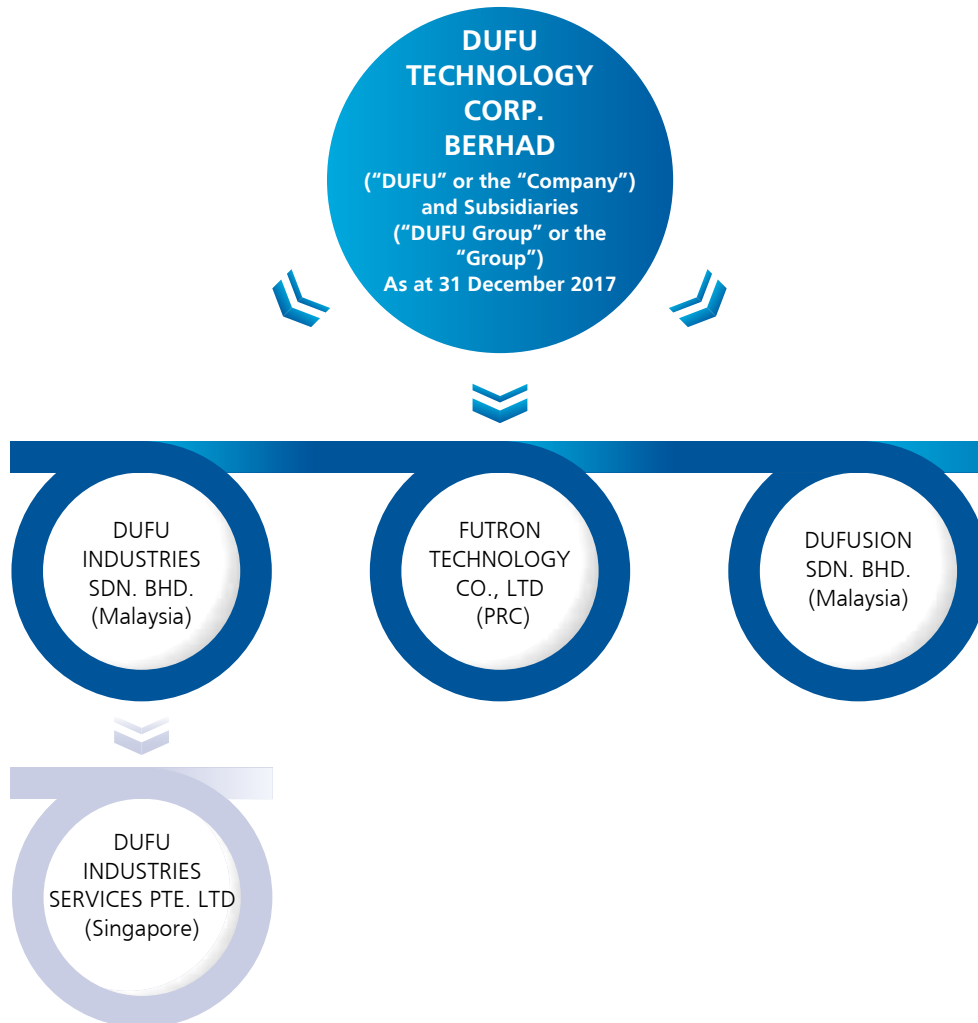 DUFU
TECHNOLOGY
CORP.
BERHAD
(“DUFU” or the “Company”)
and Subsidiaries
(“DUFU Group” or the
“Group”)
As at 31 December 2017
DUFU
INDUSTRIES
SDN. BHD.
(Malaysia)
FUTRON
TECHNOLOGY
CO., LTD
(PRC)
DUFUSION
SDN. BHD.
(Malaysia)
DUFU
INDUSTRIES
SERVICES PTE. LTD
(Singapore)